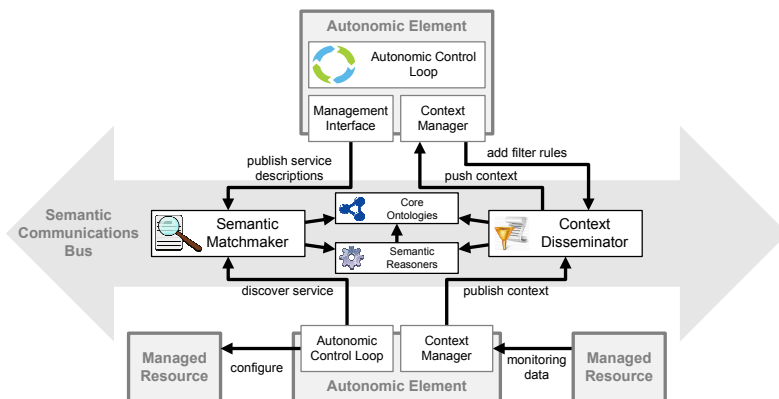 Autonomic Element
Autonomic Control
Loop
Management
Interface
Context
Manager
publish service
descriptions
add filter rules
push context
Semantic
Communications
Bus
Semantic
Matchmaker
Core
Ontologies
Semantic
Reasoners
Context
Disseminator
discover service
publish context
Managed
Resource
configure
Autonomic
Control Loop
Context
Manager
monitoring
data
Managed
Resource
Autonomic Element